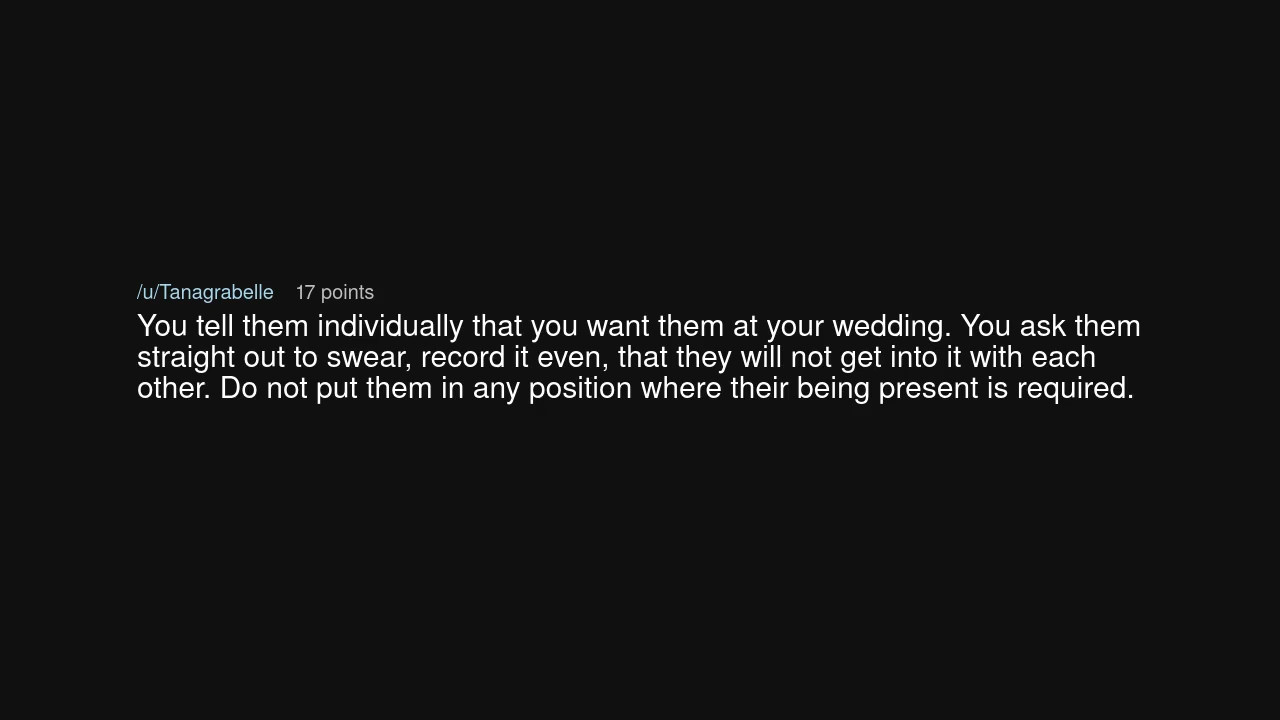 /u/Tanagrabelle 17 points
You tell them individually that you want them at your wedding. You ask them
straight out to swear, record it even, that they will not get into it with each
other. Do not put them in any position where their being present is required.